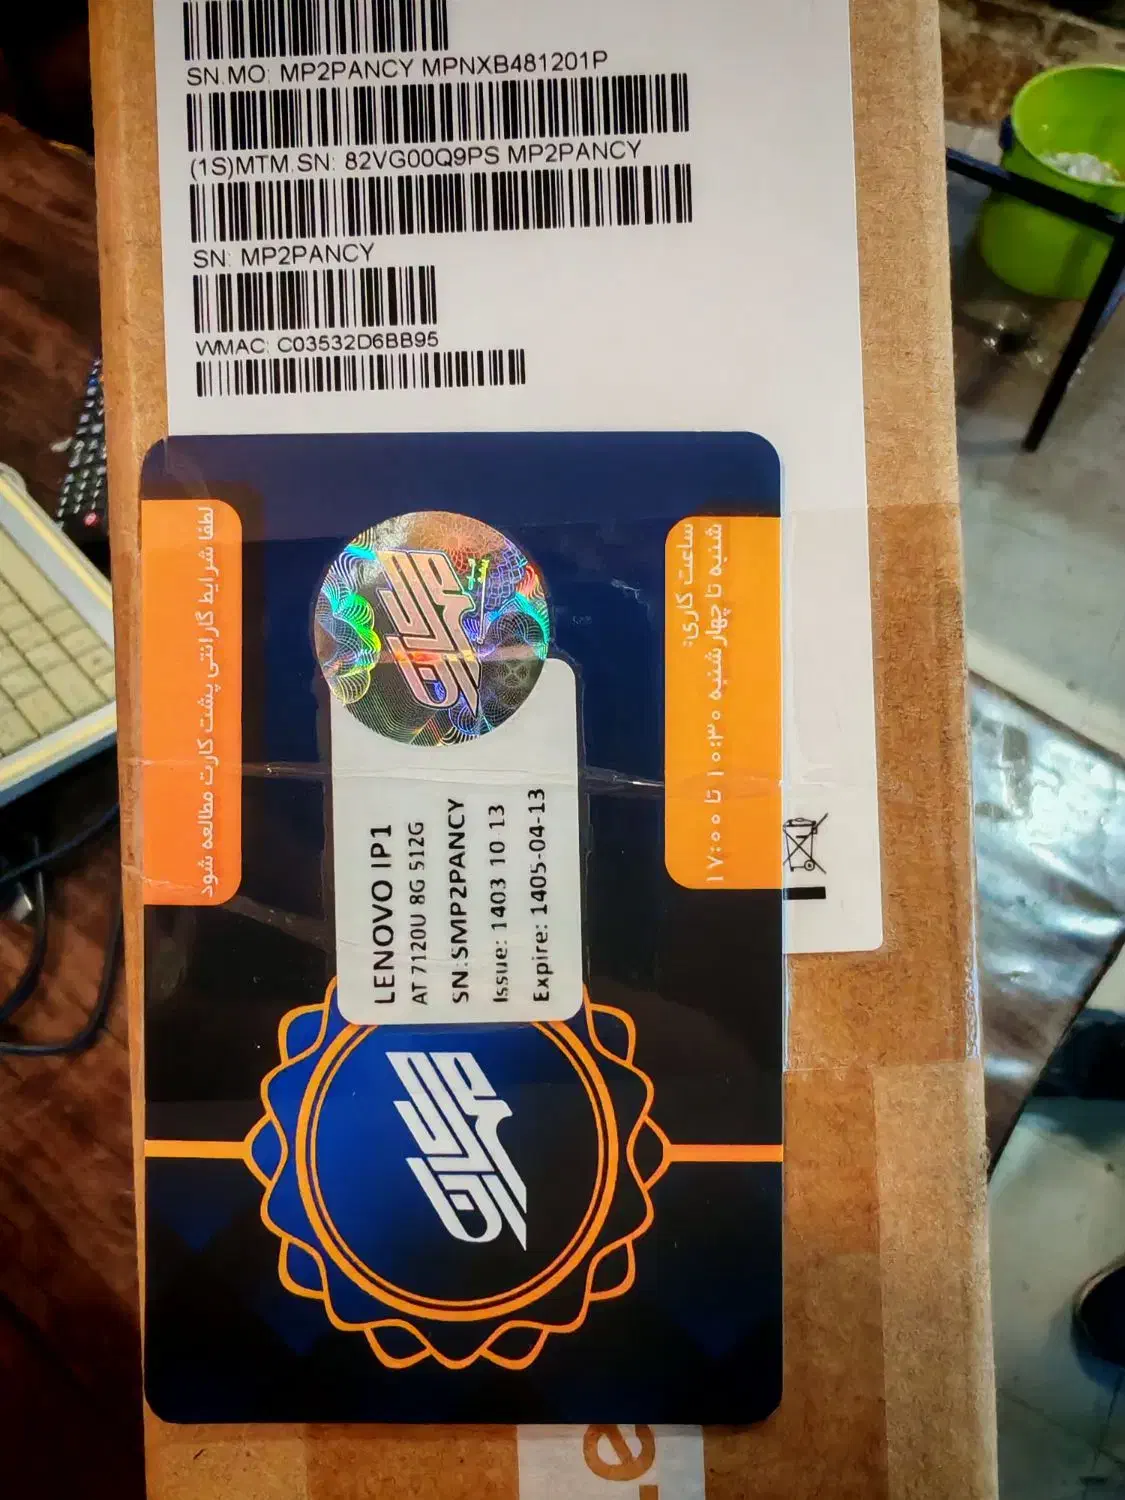 SN.MO: MP2PANCY MPNXB481201P
(1S)MTM.SN: 82VG00Q9PS MP2PANCY
SN: MP2PANCY
WMAC: C03532D6BB95
لطفا شرایط گارانتی پشت کارت مطالعه شود
ساعت کاری:
شنبه تا چهارشنبه ۱۰:۳۰ تا ۱۷:۰۰
LENOVO IP1
AT 7120U 8G 512G
SN:SMP2PANCY
Issue: 1403 10 13
Expire: 1405-04-13